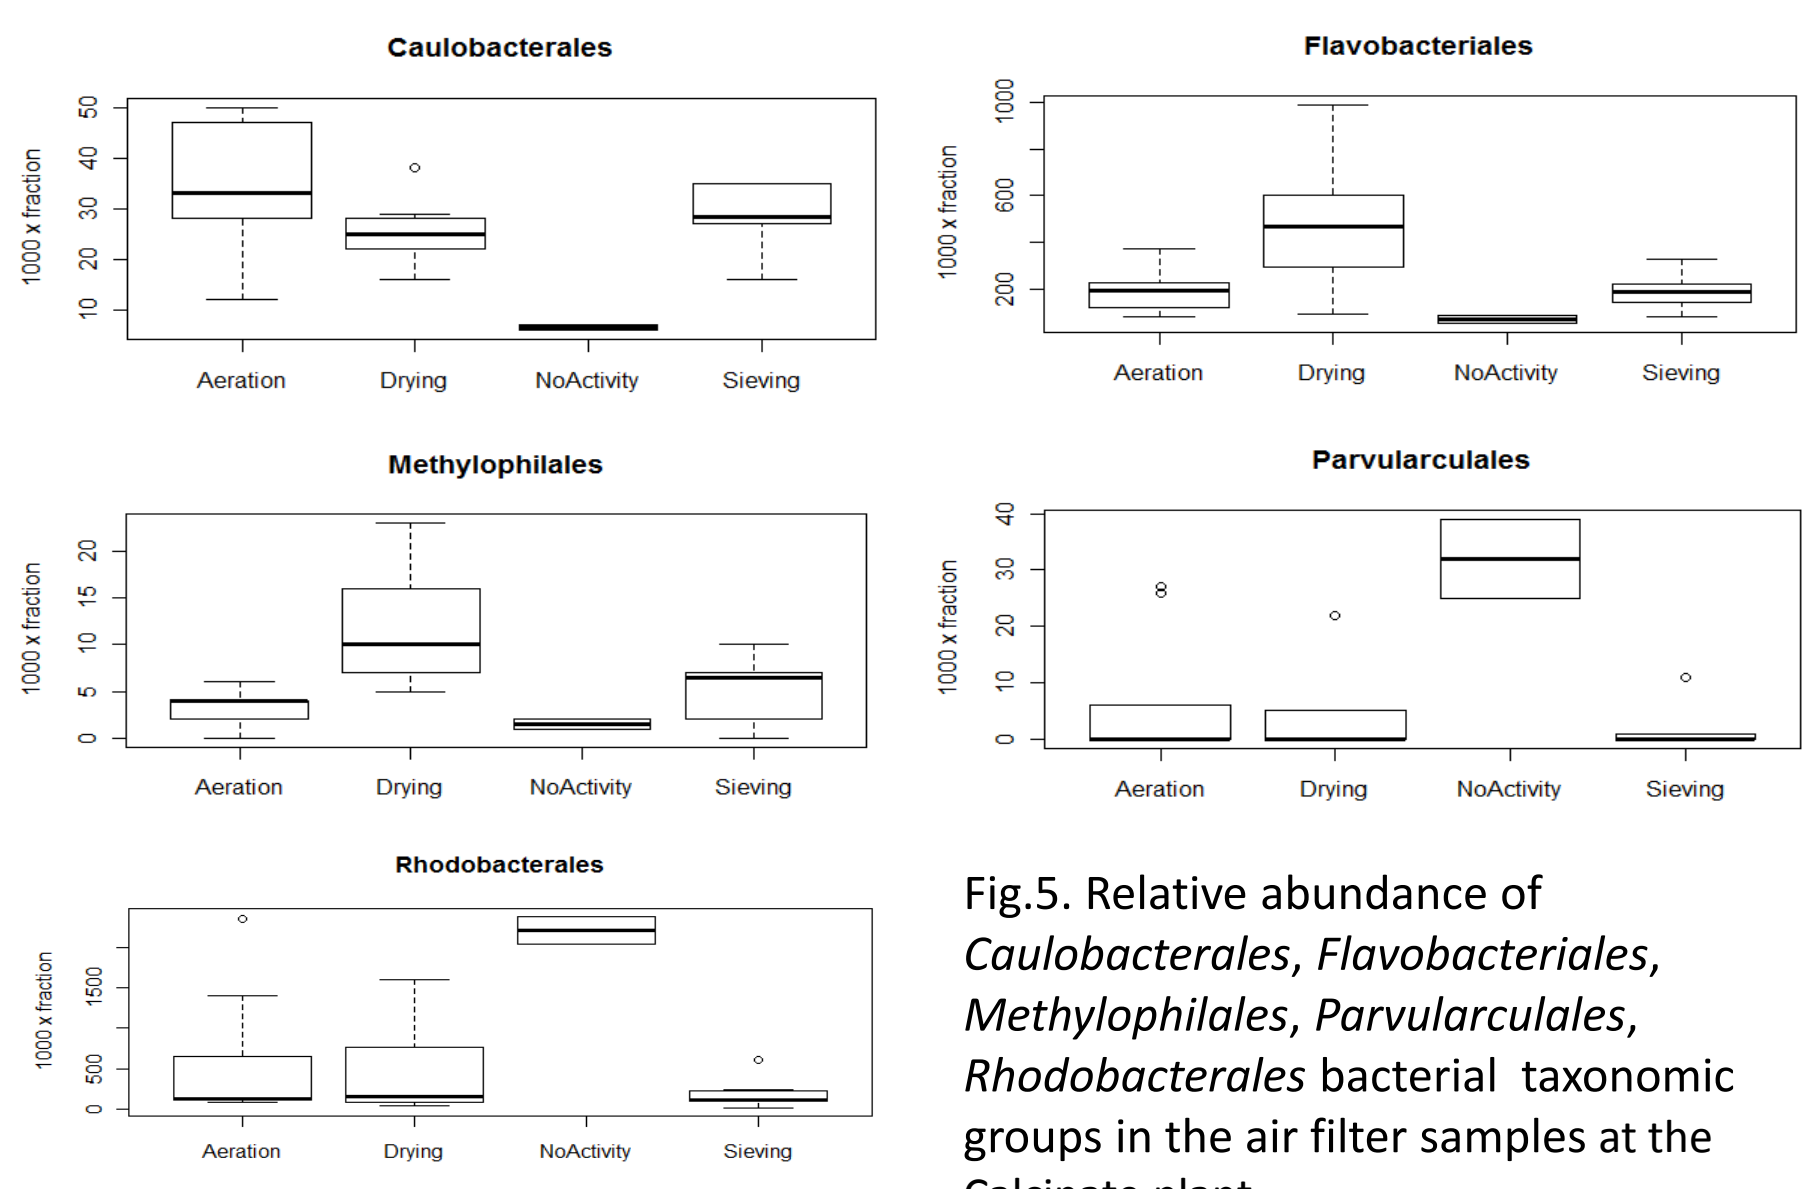 Caulobacterales
1000 x fraction
50
40
30
20
10
Aeration Drying NoActivity Sieving
Flavobacteriales
1000 x fraction
1000
600
200
Aeration Drying NoActivity Sieving
Methylophilales
1000 x fraction
20
15
10
5
0
Aeration Drying NoActivity Sieving
Parvularculales
1000 x fraction
40
30
20
10
0
Aeration Drying NoActivity Sieving
Rhodobacterales
1000 x fraction
1500
500
0
Aeration Drying NoActivity Sieving
Fig.5. Relative abundance of
Caulobacterales, Flavobacteriales,
Methylophilales, Parvularculales,
Rhodobacterales bacterial taxonomic
groups in the air filter samples at the